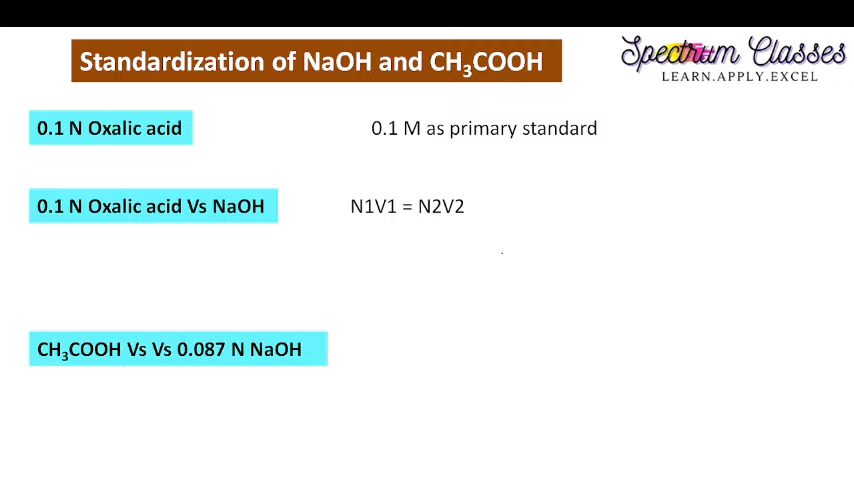 Standardization of NaOH and CH₃COOH
Spectrum Classes
LEARN.APPLY.EXCEL
0.1 N Oxalic acid
0.1 M as primary standard
0.1 N Oxalic acid Vs NaOH
N1V1 = N2V2
CH₃COOH Vs Vs 0.087 N NaOH